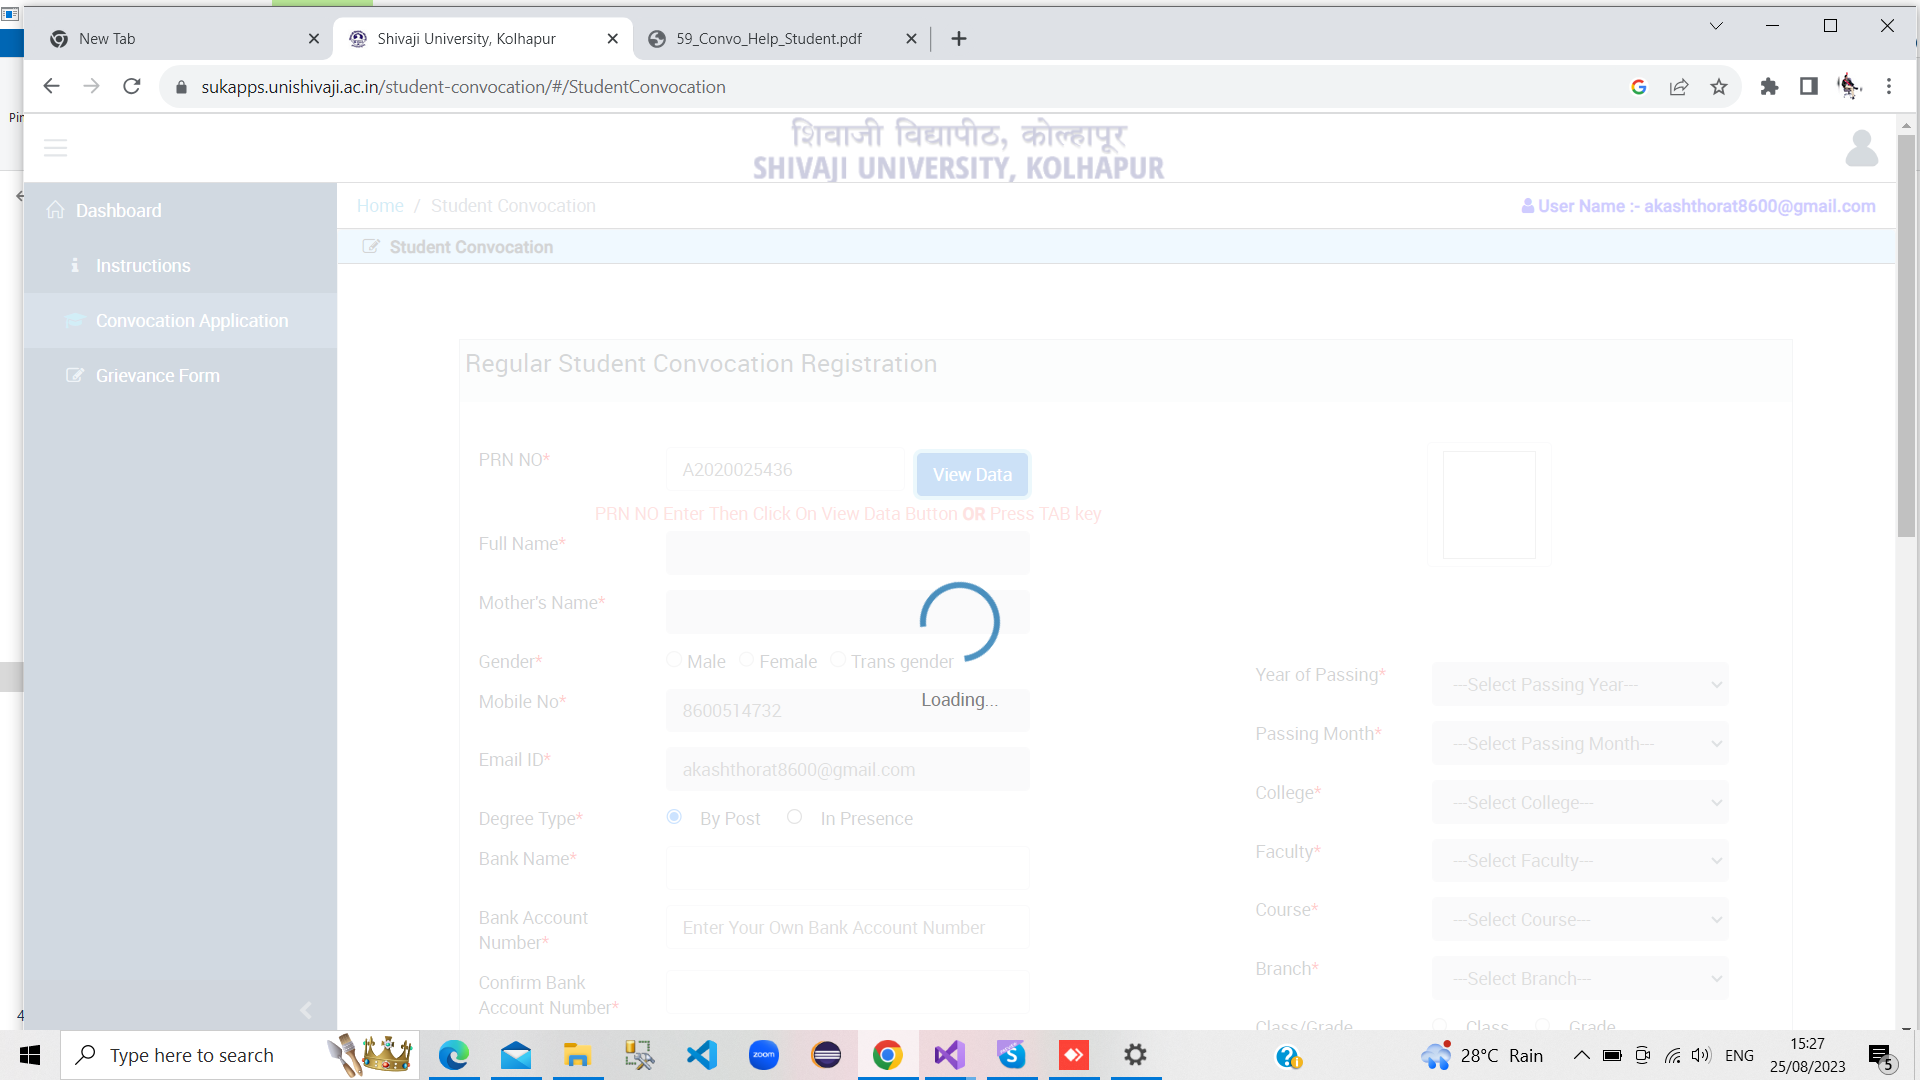 New Tab
Shivaji University, Kolhapur
59_Convo_Help_Student.pdf
sukapps.unishivaji.ac.in/student-convocation/#/StudentConvocation
शिवाजी विद्यापीठ, कोल्हापूर
SHIVAJI UNIVERSITY, KOLHAPUR
Dashboard
Instructions
Convocation Application
Grievance Form
Home / Student Convocation
User Name :- akashthorat8600@gmail.com
Student Convocation
Regular Student Convocation Registration
PRN NO*
A2020025436
View Data
PRN NO Enter Then Click On View Data Button OR Press TAB key
Full Name*
Mother's Name*
Gender*
Male Female Trans gender
Mobile No*
8600514732
Loading...
Email ID*
akashthorat8600@gmail.com
Degree Type*
By Post In Presence
Bank Name*
Bank Account Number*
Enter Your Own Bank Account Number
Confirm Bank Account Number*
Year of Passing*
---Select Passing Year---
Passing Month*
---Select Passing Month---
College*
---Select College---
Faculty*
---Select Faculty---
Course*
---Select Course---
Branch*
---Select Branch---
Class/Grade
Class Grade
Type here to search
zoom
28°C Rain
ENG
15:27
25/08/2023
5